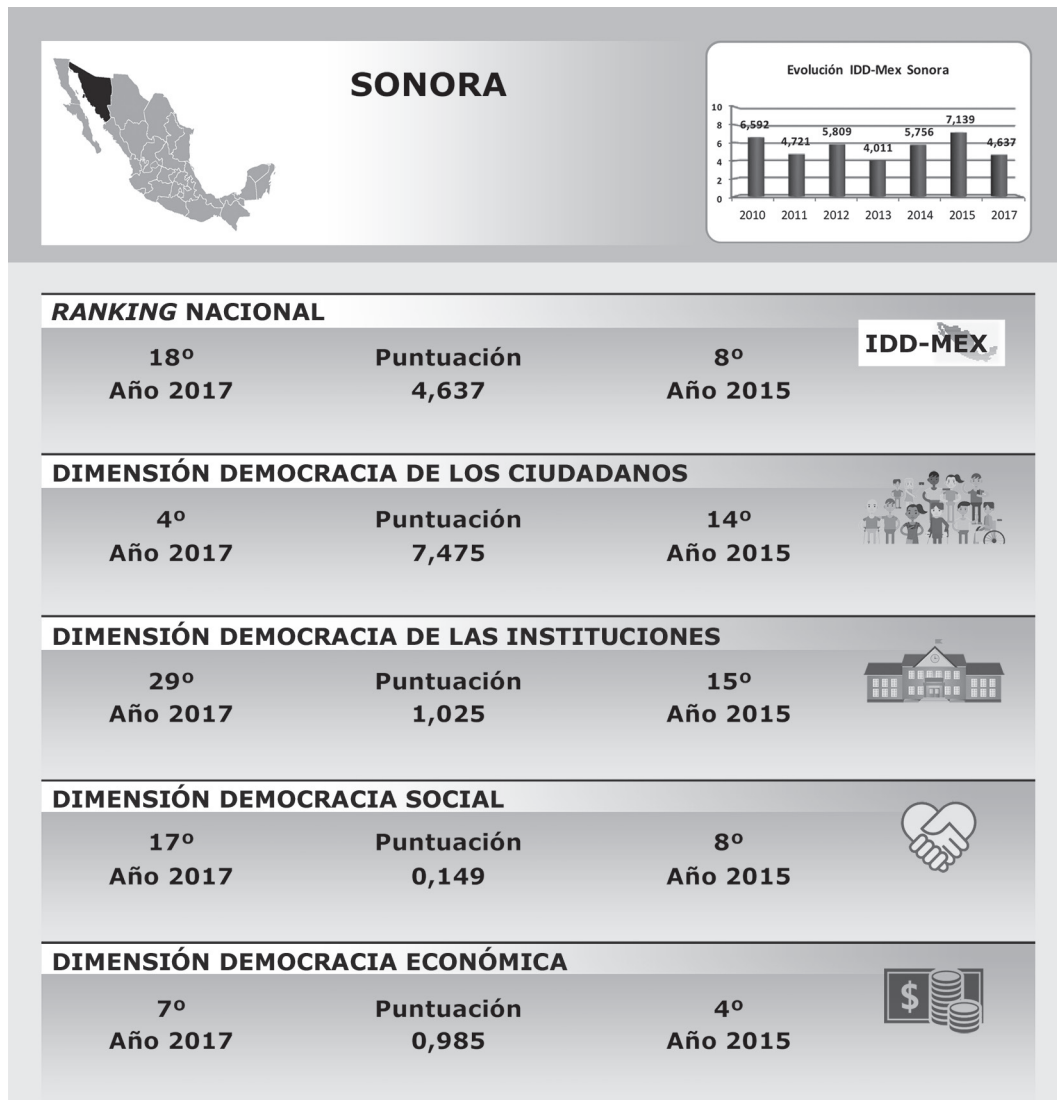 SONORA
Evolución IDD-Mex Sonora
10
8
6
4
2
0
6,592
4,721
5,809
4,011
5,756
7,139
4,637
2010 2011 2012 2013 2014 2015 2017
RANKING NACIONAL
IDD-MEX
18º Puntuación 8º
Año 2017 4,637 Año 2015
DIMENSIÓN DEMOCRACIA DE LOS CIUDADANOS
4º Puntuación 14º
Año 2017 7,475 Año 2015
DIMENSIÓN DEMOCRACIA DE LAS INSTITUCIONES
29º Puntuación 15º
Año 2017 1,025 Año 2015
DIMENSIÓN DEMOCRACIA SOCIAL
17º Puntuación 8º
Año 2017 0,149 Año 2015
DIMENSIÓN DEMOCRACIA ECONÓMICA
7º Puntuación 4º
Año 2017 0,985 Año 2015
$